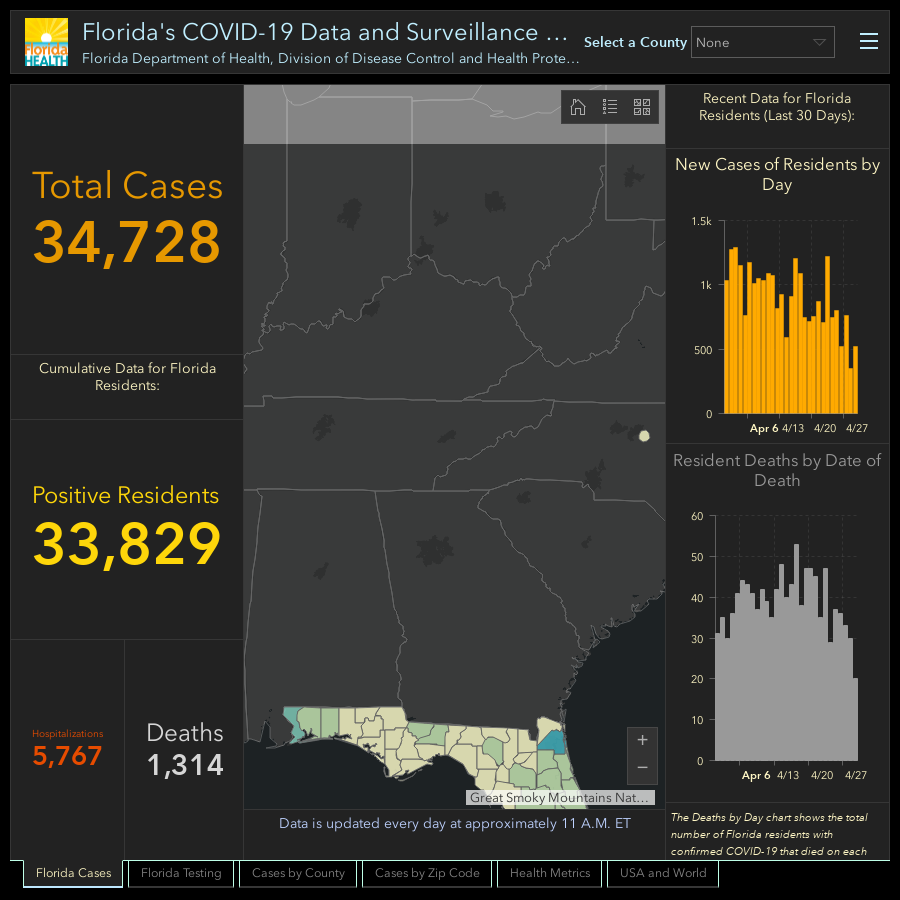 Florida's COVID-19 Data and Surveillance ...
Florida Department of Health, Division of Disease Control and Health Prote...
Florida
HEALTH
Select a County
None
Total Cases
34,728
Cumulative Data for Florida
Residents:
Positive Residents
33,829
Hospitalizations
5,767
Deaths
1,314
+
−
Great Smoky Mountains Nat...
Data is updated every day at approximately 11 A.M. ET
Recent Data for Florida
Residents (Last 30 Days):
New Cases of Residents by
Day
1.5k
1k
500
0
Apr 6 4/13 4/20 4/27
Resident Deaths by Date of
Death
60
50
40
30
20
10
0
Apr 6 4/13 4/20 4/27
The Deaths by Day chart shows the total
number of Florida residents with
confirmed COVID-19 that died on each
Florida Cases
Florida Testing
Cases by County
Cases by Zip Code
Health Metrics
USA and World